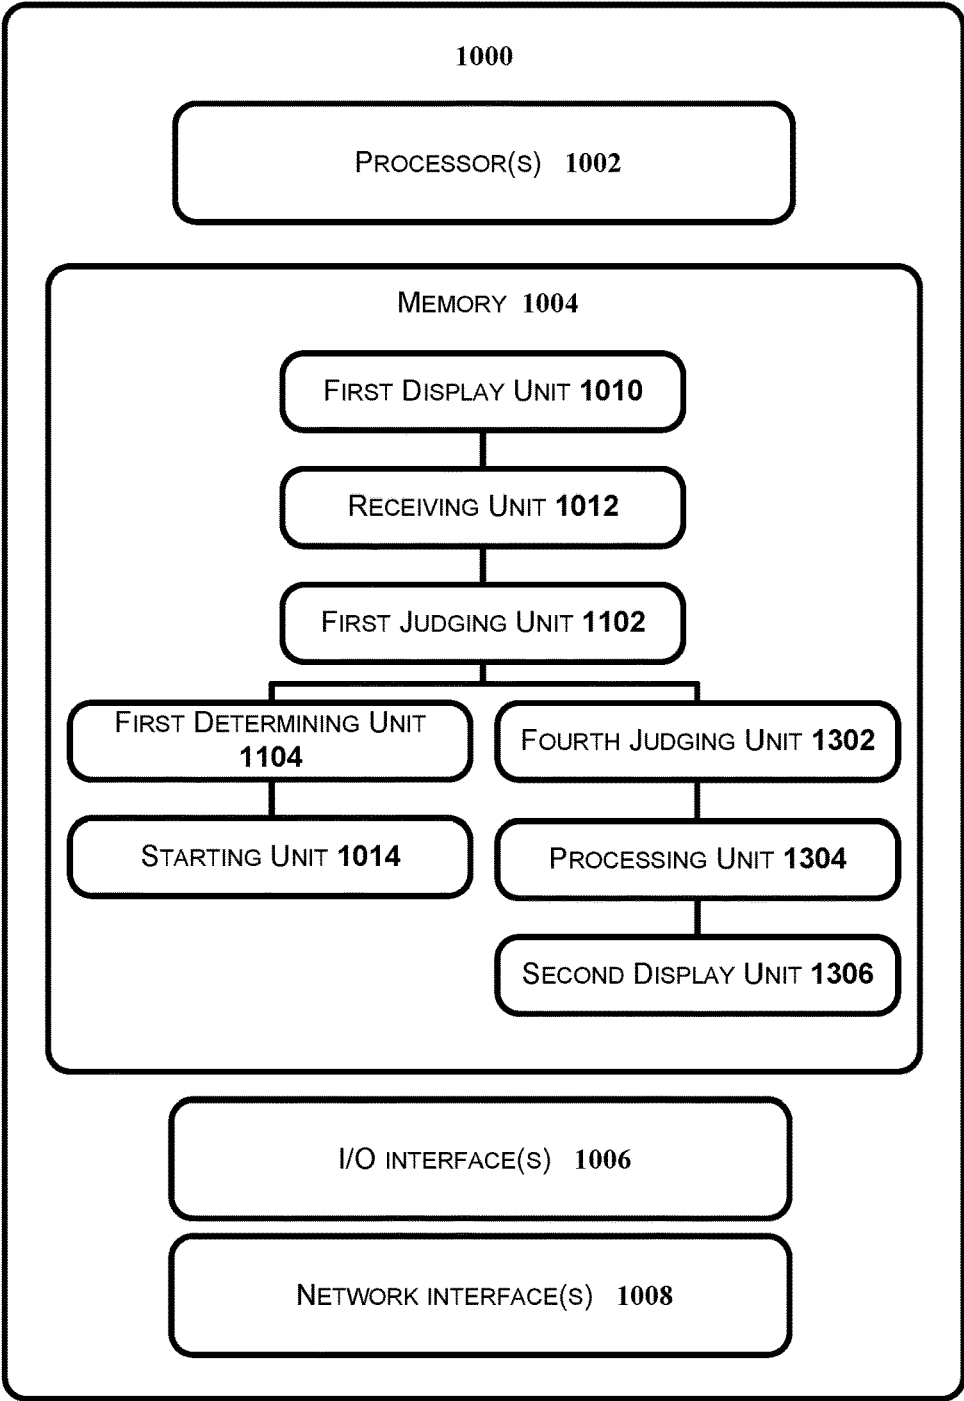 1000
PROCESSOR(S) 1002
MEMORY 1004
FIRST DISPLAY UNIT 1010
RECEIVING UNIT 1012
FIRST JUDGING UNIT 1102
FIRST DETERMINING UNIT
1104
FOURTH JUDGING UNIT 1302
STARTING UNIT 1014
PROCESSING UNIT 1304
SECOND DISPLAY UNIT 1306
I/O INTERFACE(S) 1006
NETWORK INTERFACE(S) 1008